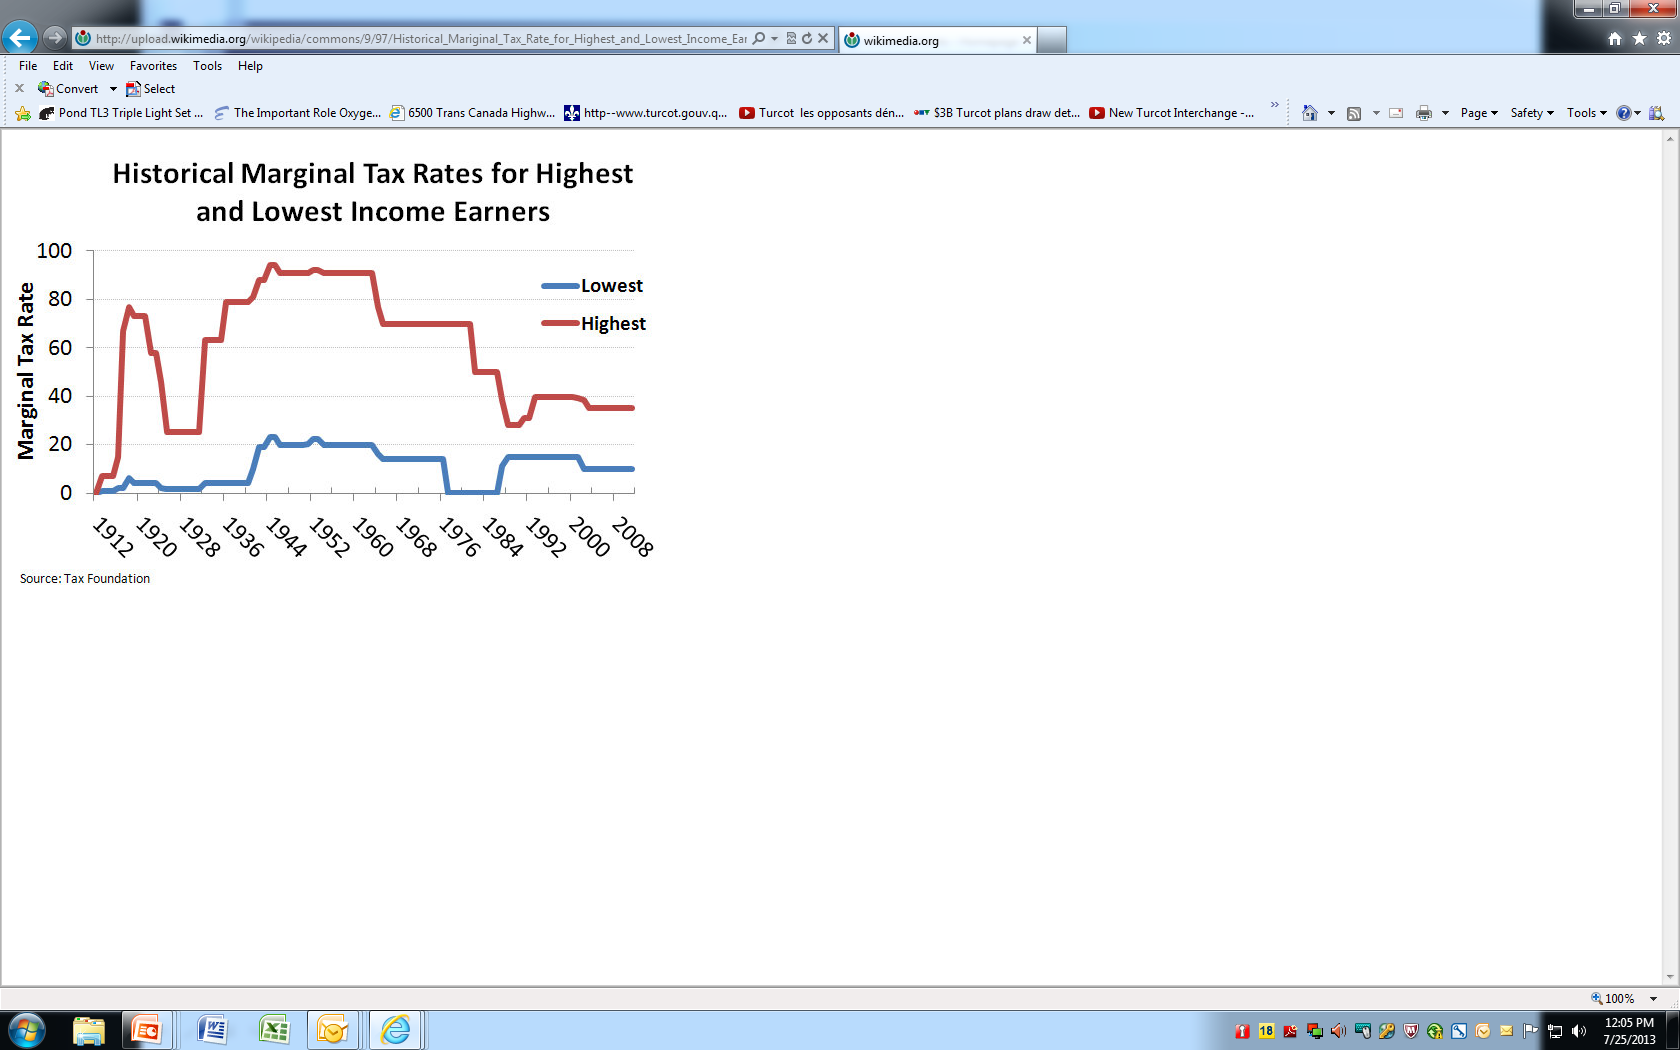 http://upload.wikimedia.org/wikipedia/commons/9/97/Historical_Mariginal_Tax_Rate_for_Highest_and_Lowest_Income_Ear
wikimedia.org
File Edit View Favorites Tools Help
Convert Select
Pond TL3 Triple Light Set ... The Important Role Oxyge... 6500 Trans Canada Highw... http--www.turcot.gouv.q... Turcot les opposants dén... $3B Turcot plans draw det... New Turcot Interchange -... Page Safety Tools
Historical Marginal Tax Rates for Highest
and Lowest Income Earners
Marginal Tax Rate
100
80
60
40
20
0
Lowest
Highest
1912 1920 1928 1936 1944 1952 1960 1968 1976 1984 1992 2000 2008
Source: Tax Foundation
100%
18
12:05 PM
7/25/2013